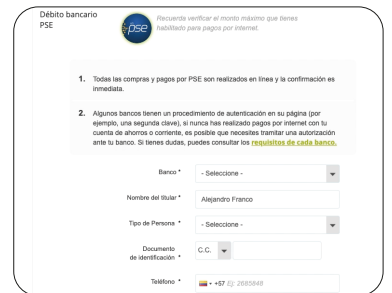 Débito bancario
PSE
pse
Recuerda verificar el monto máximo que tienes
habilitado para pagos por internet.
1. Todas las compras y pagos por PSE son realizados en línea y la confirmación es
inmediata.
2. Algunos bancos tienen un procedimiento de autenticación en su página (por
ejemplo, una segunda clave), si nunca has realizado pagos por internet con tu
cuenta de ahorros o corriente, es posible que necesites tramitar una autorización
ante tu banco. Si tienes dudas, puedes consultar los requisitos de cada banco.
Banco * - Seleccione -
Nombre del titular * Alejandro Franco
Tipo de Persona * - Seleccione -
Documento
de identificación * C.C.
Teléfono * +57 Ej: 2685848